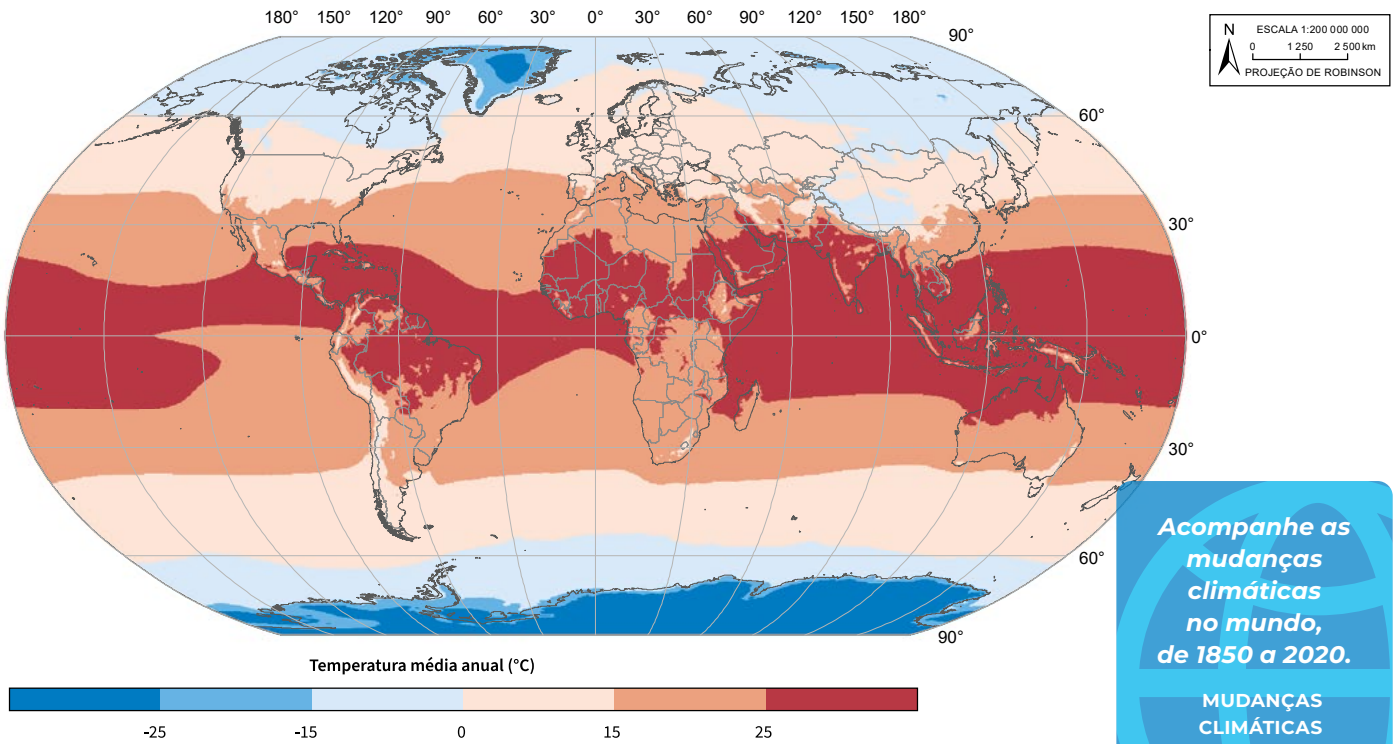 180° 150° 120° 90° 60° 30° 0° 30° 60° 90° 120° 150° 180°
90°
N
ESCALA 1:200 000 000
0 1 250 2 500 km
PROJEÇÃO DE ROBINSON
60°
30°
0°
30°
60°
90°
Acompanhe as
mudanças
climáticas
no mundo,
de 1850 a 2020.
MUDANÇAS
CLIMÁTICAS
Temperatura média anual (°C)
-25 -15 0 15 25